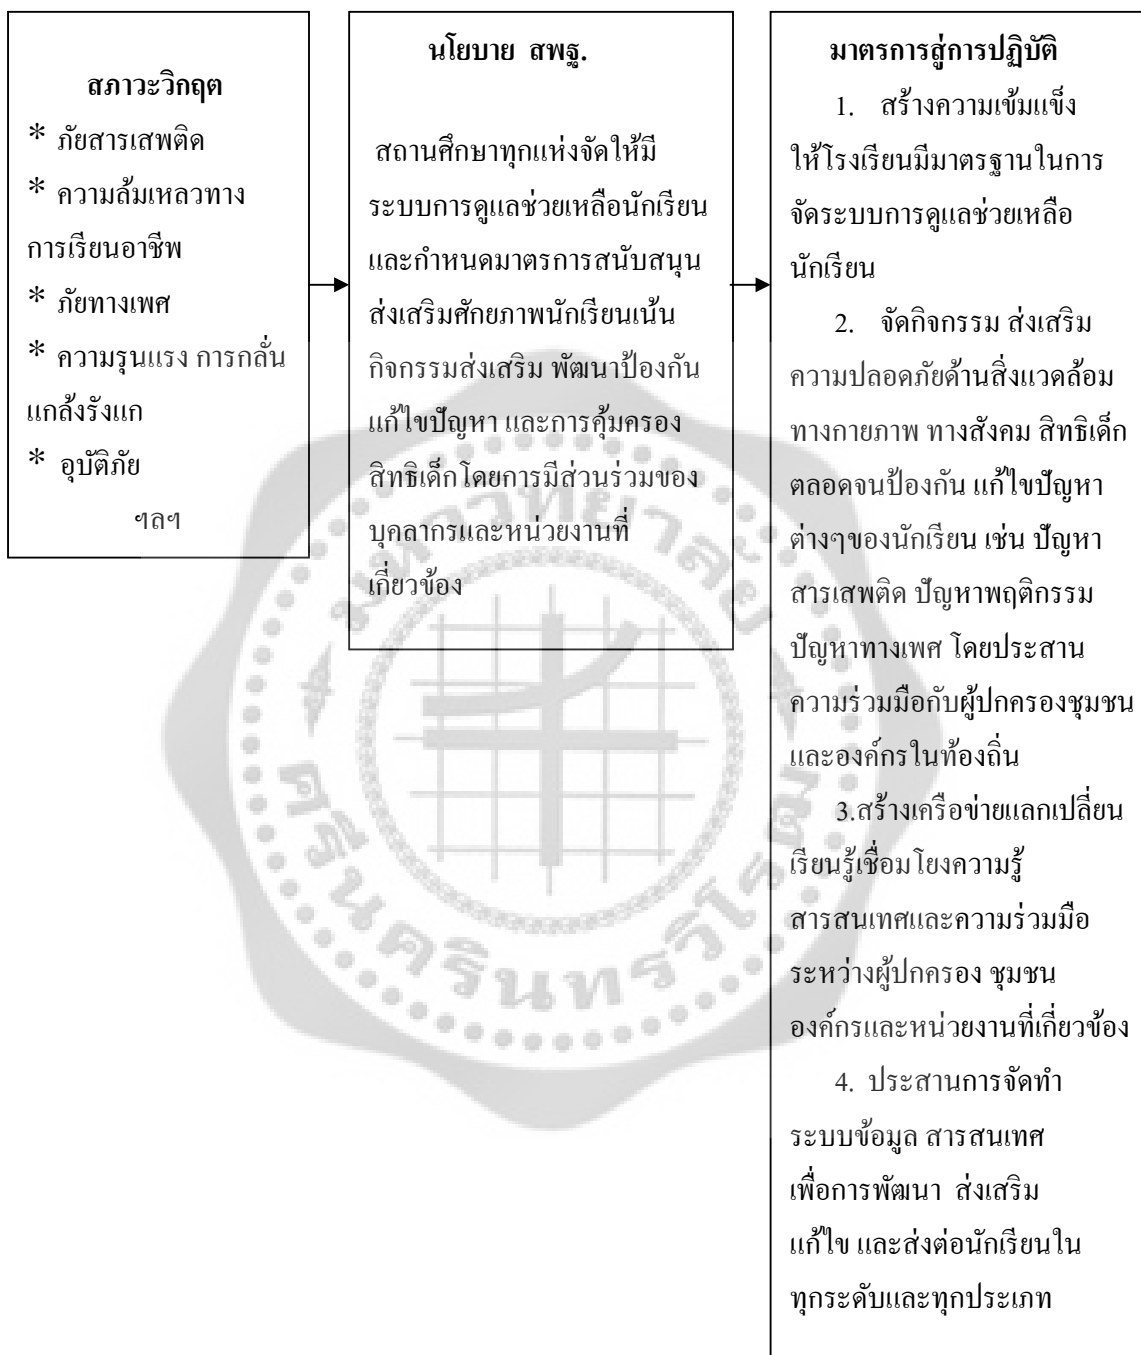 สภาวะวิกฤต
* ภัยสารเสพติด
* ความล้มเหลวทาง
การเรียนอาชีพ
* ภัยทางเพศ
* ความรุนแรง การกลั่น
แกล้งรังแก
* อุบัติภัย
ฯลฯ
นโยบาย สพฐ.
สถานศึกษาทุกแห่งจัดให้มี
ระบบการดูแลช่วยเหลือนักเรียน
และกำหนดมาตรการสนับสนุน
ส่งเสริมศักยภาพนักเรียนเน้น
กิจกรรมส่งเสริม พัฒนาป้องกัน
แก้ไขปัญหา และการคุ้มครอง
สิทธิเด็กโดยการมีส่วนร่วมของ
บุคลากรและหน่วยงานที่
เกี่ยวข้อง
มาตรการสู่การปฏิบัติ
1. สร้างความเข้มแข็ง
ให้โรงเรียนมีมาตรฐานในการ
จัดระบบการดูแลช่วยเหลือ
นักเรียน
2. จัดกิจกรรม ส่งเสริม
ความปลอดภัยด้านสิ่งแวดล้อม
ทางกายภาพ ทางสังคม สิทธิเด็ก
ตลอดจนป้องกัน แก้ไขปัญหา
ต่างๆของนักเรียน เช่น ปัญหา
สารเสพติด ปัญหาพฤติกรรม
ปัญหาทางเพศ โดยประสาน
ความร่วมมือกับผู้ปกครองชุมชน
และองค์กรในท้องถิ่น
3.สร้างเครือข่ายแลกเปลี่ยน
เรียนรู้เชื่อมโยงความรู้
สารสนเทศและความร่วมมือ
ระหว่างผู้ปกครอง ชุมชน
องค์กรและหน่วยงานที่เกี่ยวข้อง
4. ประสานการจัดทำ
ระบบข้อมูล สารสนเทศ
เพื่อการพัฒนา ส่งเสริม
แก้ไข และส่งต่อนักเรียนใน
ทุกระดับและทุกประเภท
มหาวิทยาลัย
ศรีนครินทรวิโรฒ